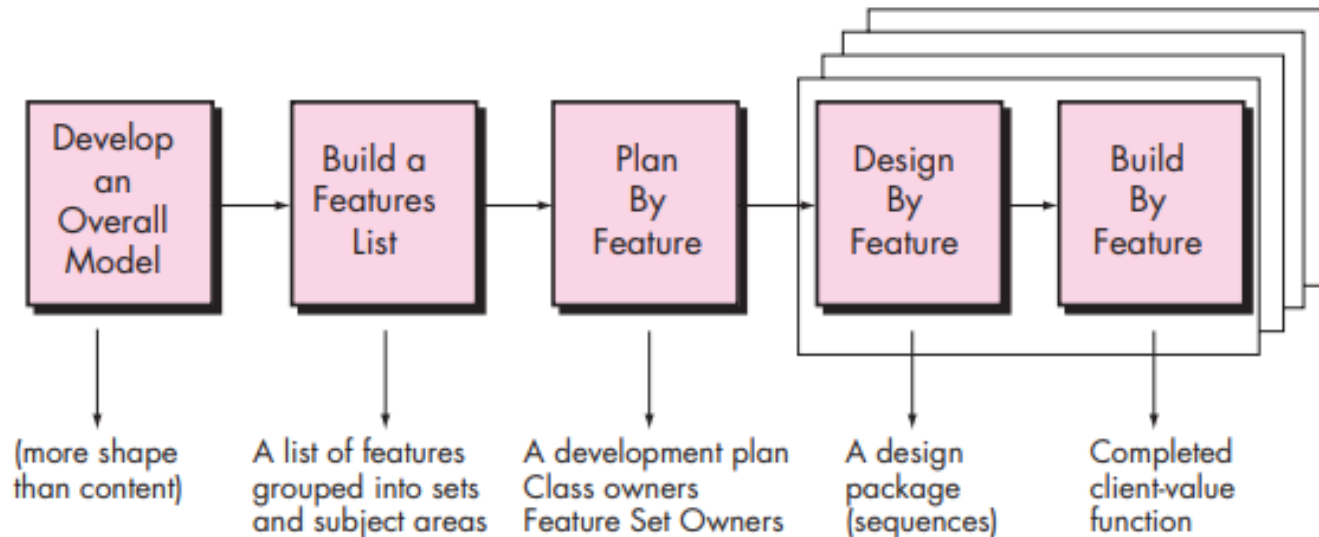 Develop
an
Overall
Model
Build a
Features
List
Plan
By
Feature
Design
By
Feature
Build
By
Feature
(more shape
than content)
A list of features
grouped into sets
and subject areas
A development plan
Class owners
Feature Set Owners
A design
package
(sequences)
Completed
client-value
function